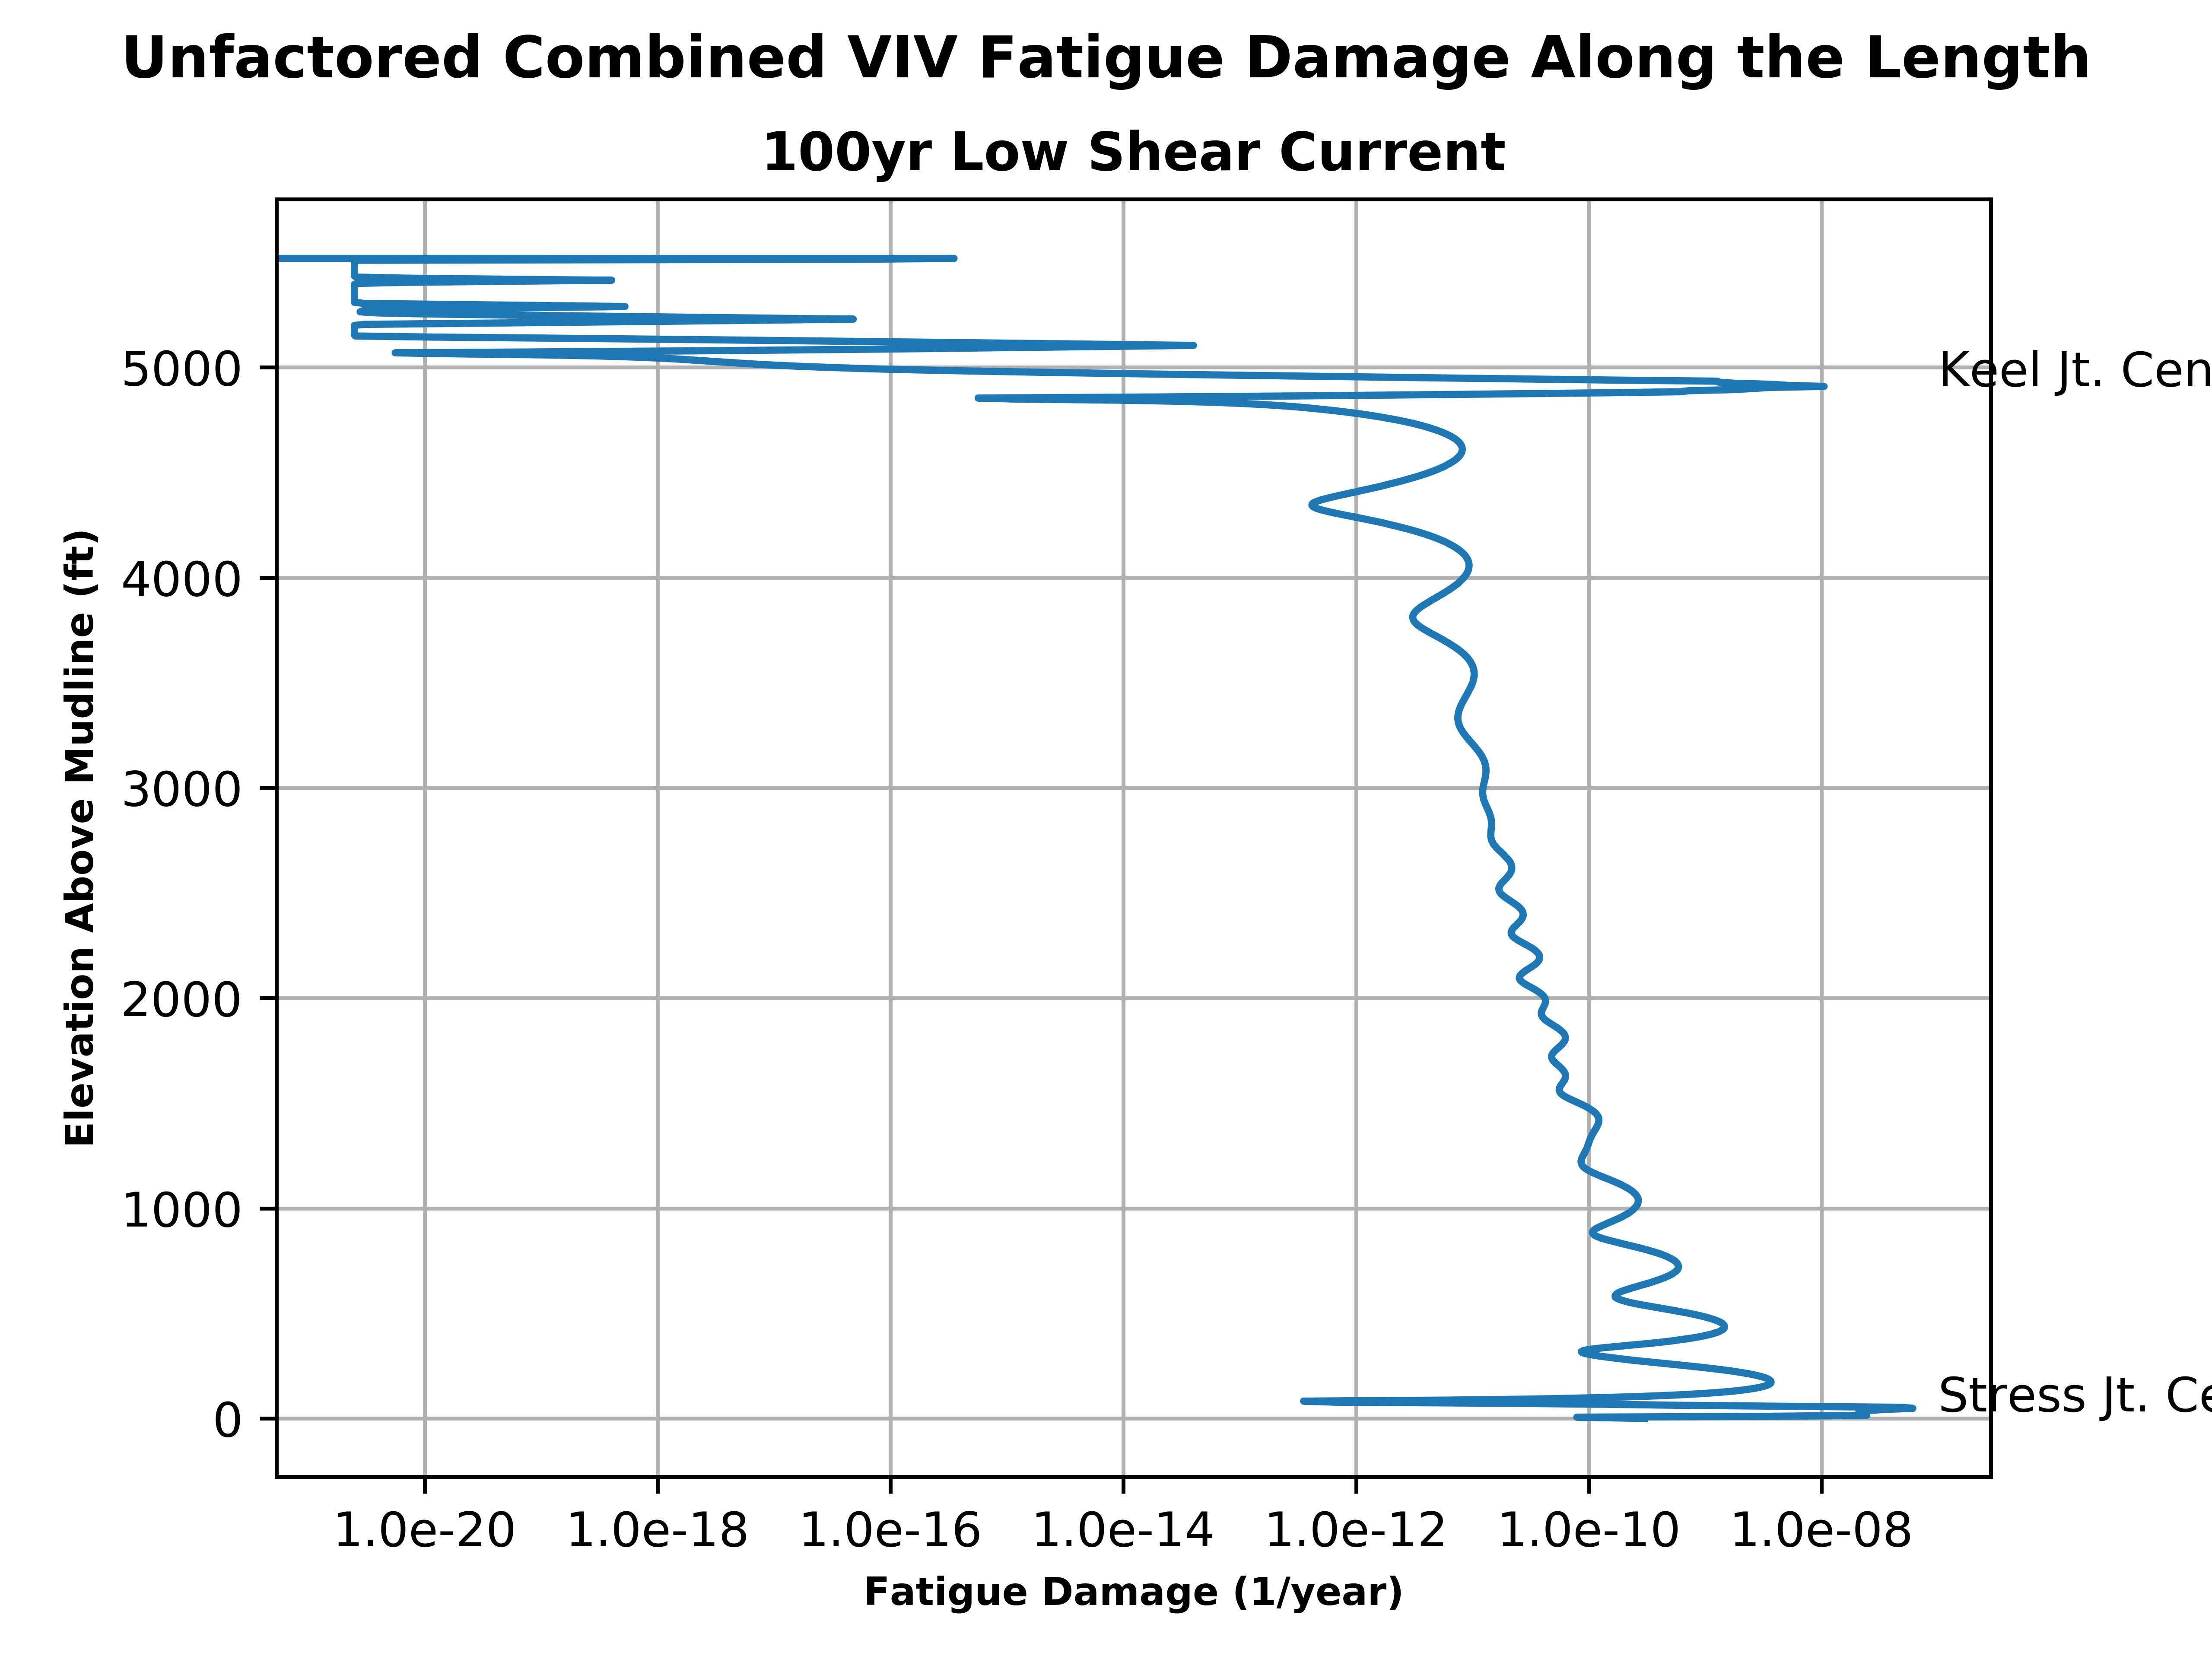 Unfactored Combined VIV Fatigue Damage Along the Length
100yr Low Shear Current
Elevation Above Mudline (ft)
5000
Keel Jt. Cen
4000
3000
2000
1000
Stress Jt. Ce
0
1.0e-20 1.0e-18 1.0e-16 1.0e-14 1.0e-12 1.0e-10 1.0e-08
Fatigue Damage (1/year)